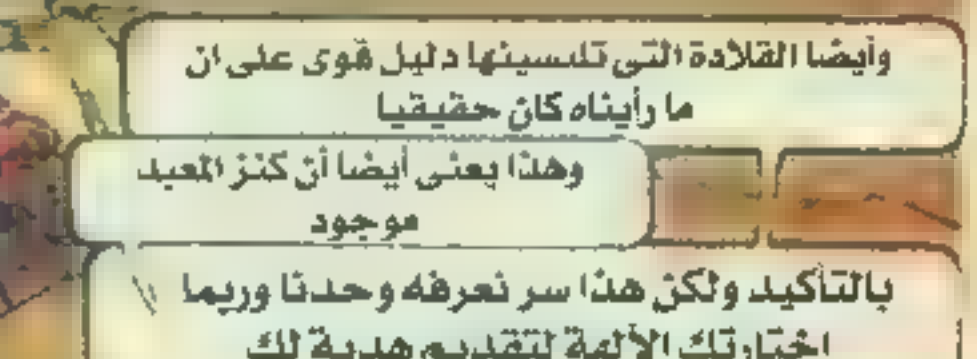 وأيضا القلادة التى تلبسينها دليل قوى على ان
ما رأيناه كان حقيقيا
وهذا يعنى أيضا أن كنز المعبد
موجود
بالتأكيد ولكن هذا سر نعرفه وحدنا وربما
اختارتك الألهة لتقديم هدية لك